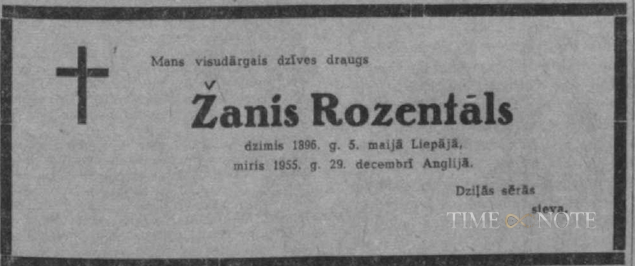 Mans visudārgais dzīves draugs
Žanis Rozentāls
dzimis 1896. g. 5. maijā Liepājā,
miris 1955. g. 29. decembrī Anglijā.
Dziļās sērās
sieva.
TIME NOTE